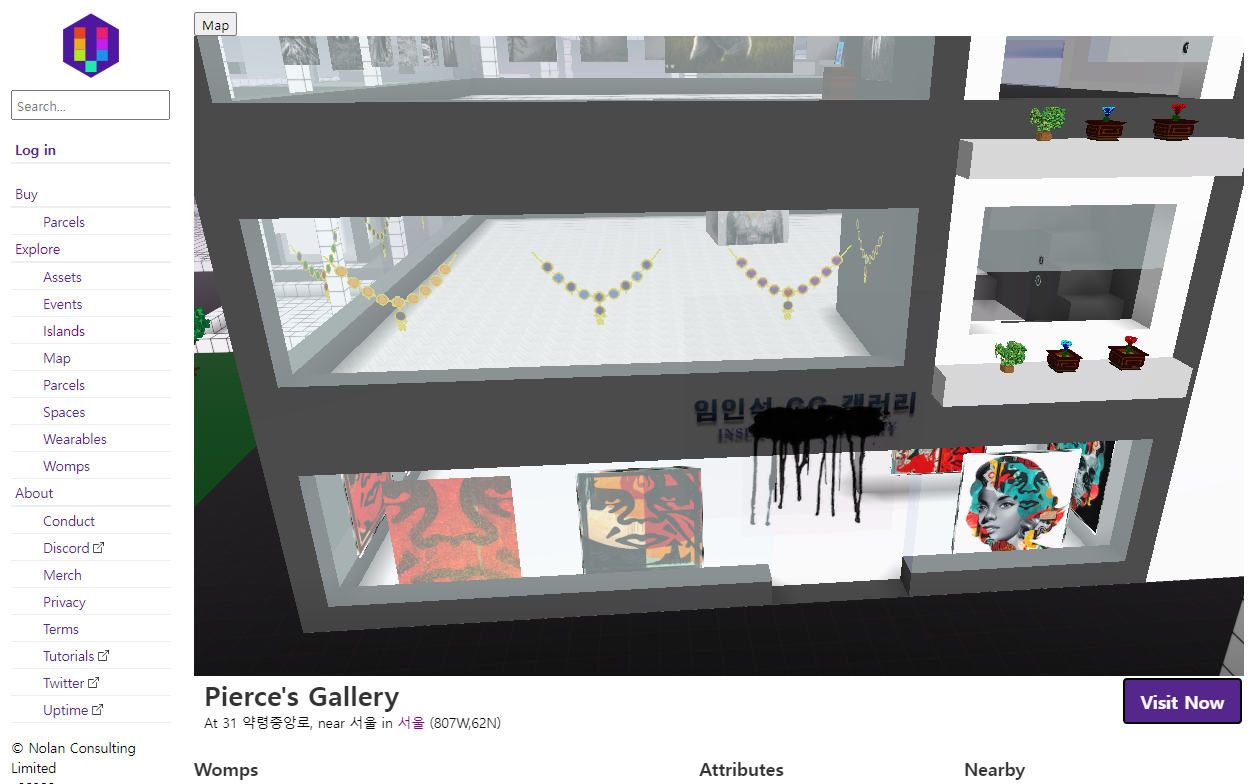 Map
Search...
Log in
Buy
Parcels
Explore
Assets
Events
Islands
Map
Parcels
Spaces
Wearables
Womps
About
Conduct
Discord
Merch
Privacy
Terms
Tutorials
Twitter
Uptime
© Nolan Consulting
Limited
임인선 갤러리
Pierce's Gallery
At 31 약령중앙로, near 서울 in 서울 (807W,62N)
Visit Now
Womps
Attributes
Nearby